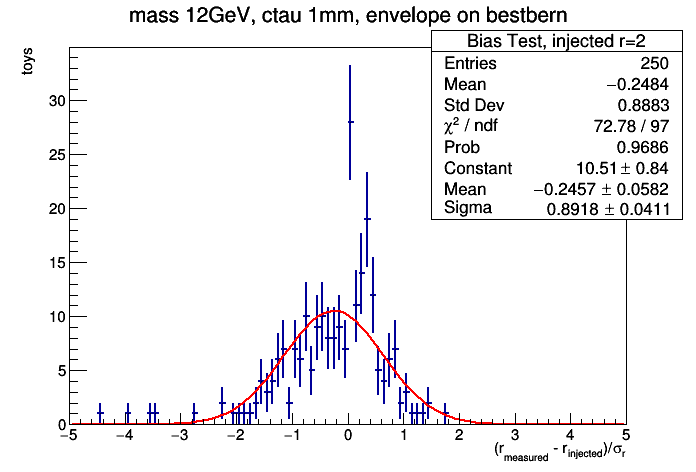 mass 12GeV, ctau 1mm, envelope on bestbern
toys
Bias Test, injected r=2
Entries 250
Mean −0.2484
Std Dev 0.8883
χ² / ndf 72.78 / 97
Prob 0.9686
Constant 10.51 ± 0.84
Mean −0.2457 ± 0.0582
Sigma 0.8918 ± 0.0411
30
25
20
15
10
5
0
−5 −4 −3 −2 −1 0 1 2 3 4 5
(r_measured - r_injected)/σ_r